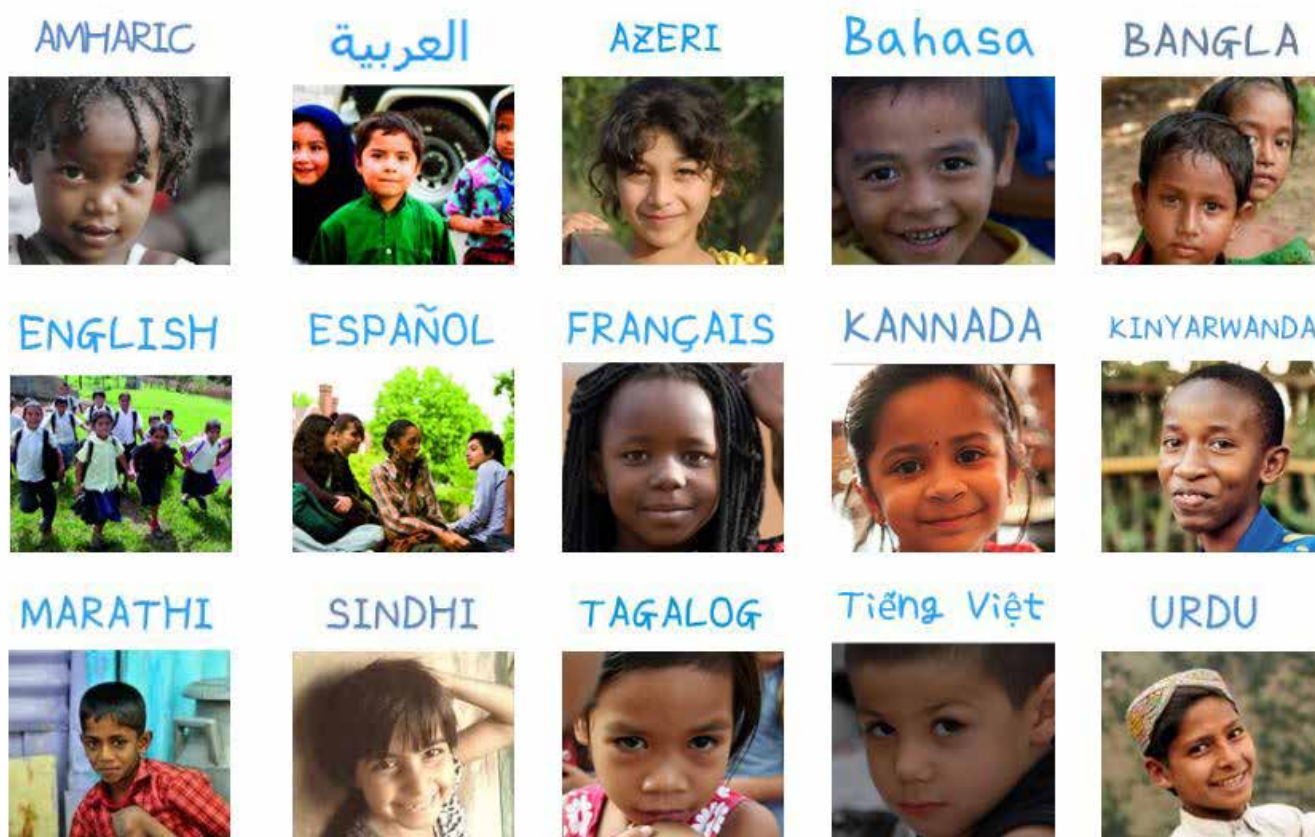 AMHARIC
العربية
AZERI
Bahasa
BANGLA
ENGLISH
ESPAÑOL
FRANÇAIS
KANNADA
KINYARWANDA
MARATHI
SINDHI
TAGALOG
Tiếng Việt
URDU